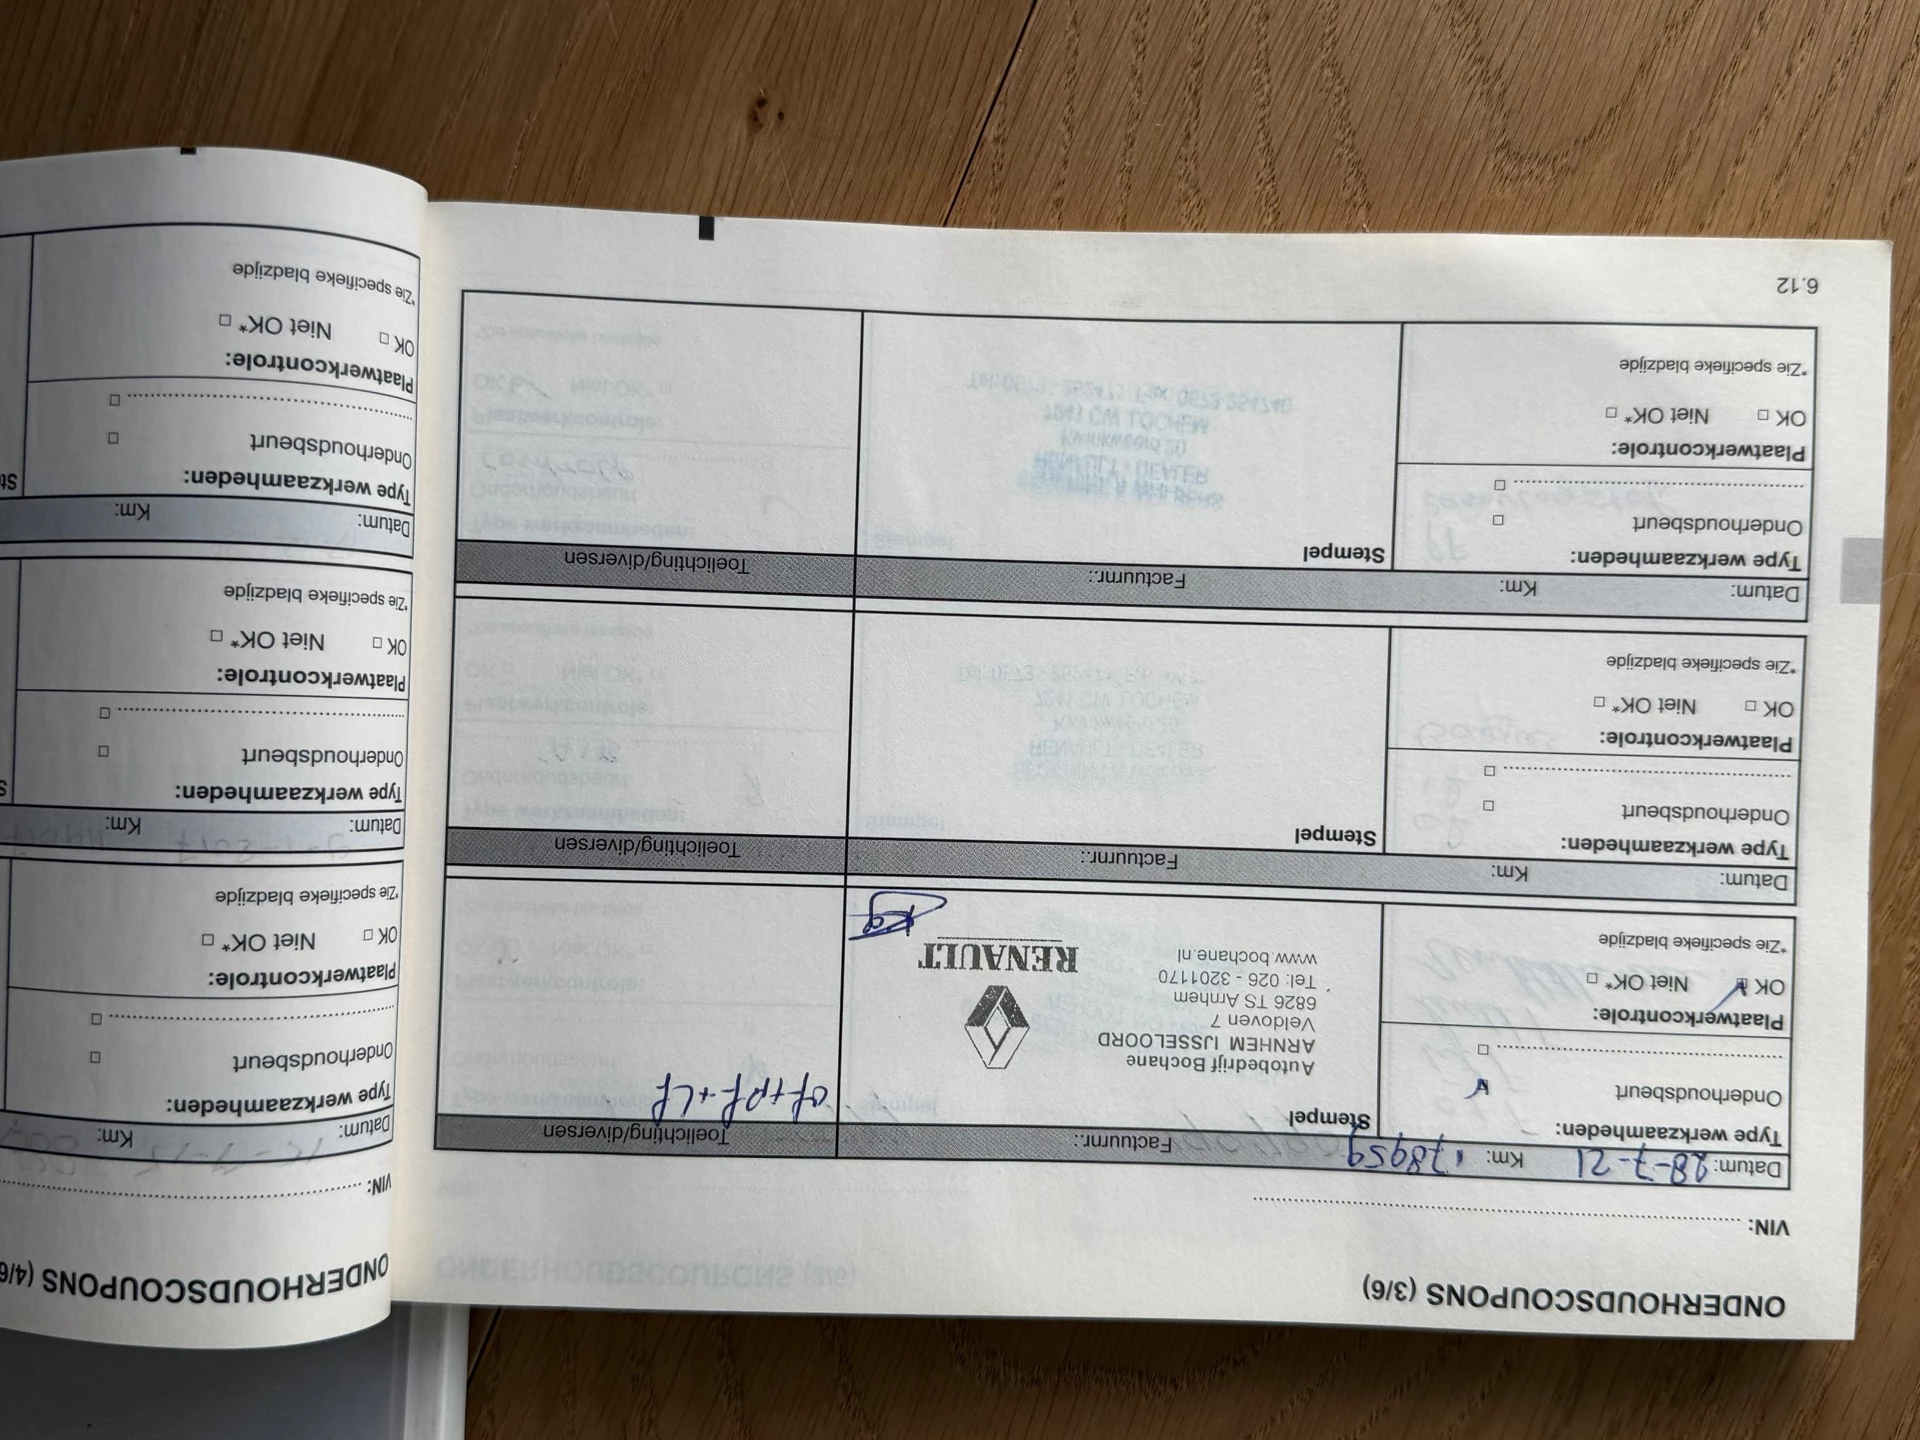 ONDERHOUDSCOUPONS (3/6)
VIN:
Datum: 28-7-21 Km: 178959 Factuurnr.: Toelichting/diversen
Type werkzaamheden:
Onderhoudsbeurt
Plaatwerkcontrole:
OK Niet OK*
*Zie specifieke bladzijde
Stempel
Autobedrijf Bochane
ARNHEM IJSSELOORD
Veldoven 7
6826 TS Arnhem
Tel: 026 - 3201170
www.bochane.nl
RENAULT
of+pf+Lf
Datum: Km: Factuurnr.: Toelichting/diversen
Type werkzaamheden:
Onderhoudsbeurt
Plaatwerkcontrole:
OK Niet OK*
*Zie specifieke bladzijde
Stempel
Datum: Km: Factuurnr.: Toelichting/diversen
Type werkzaamheden:
Onderhoudsbeurt
Plaatwerkcontrole:
OK Niet OK*
*Zie specifieke bladzijde
Stempel
6.12
ONDERHOUDSCOUPONS (4/6
VIN:
Datum: Km:
Type werkzaamheden:
Onderhoudsbeurt
Plaatwerkcontrole:
OK Niet OK*
*Zie specifieke bladzijde
Datum: Km:
Type werkzaamheden:
Onderhoudsbeurt
Plaatwerkcontrole:
OK Niet OK*
*Zie specifieke bladzijde
Datum: Km:
Type werkzaamheden:
Onderhoudsbeurt
Plaatwerkcontrole:
OK Niet OK*
*Zie specifieke bladzijde